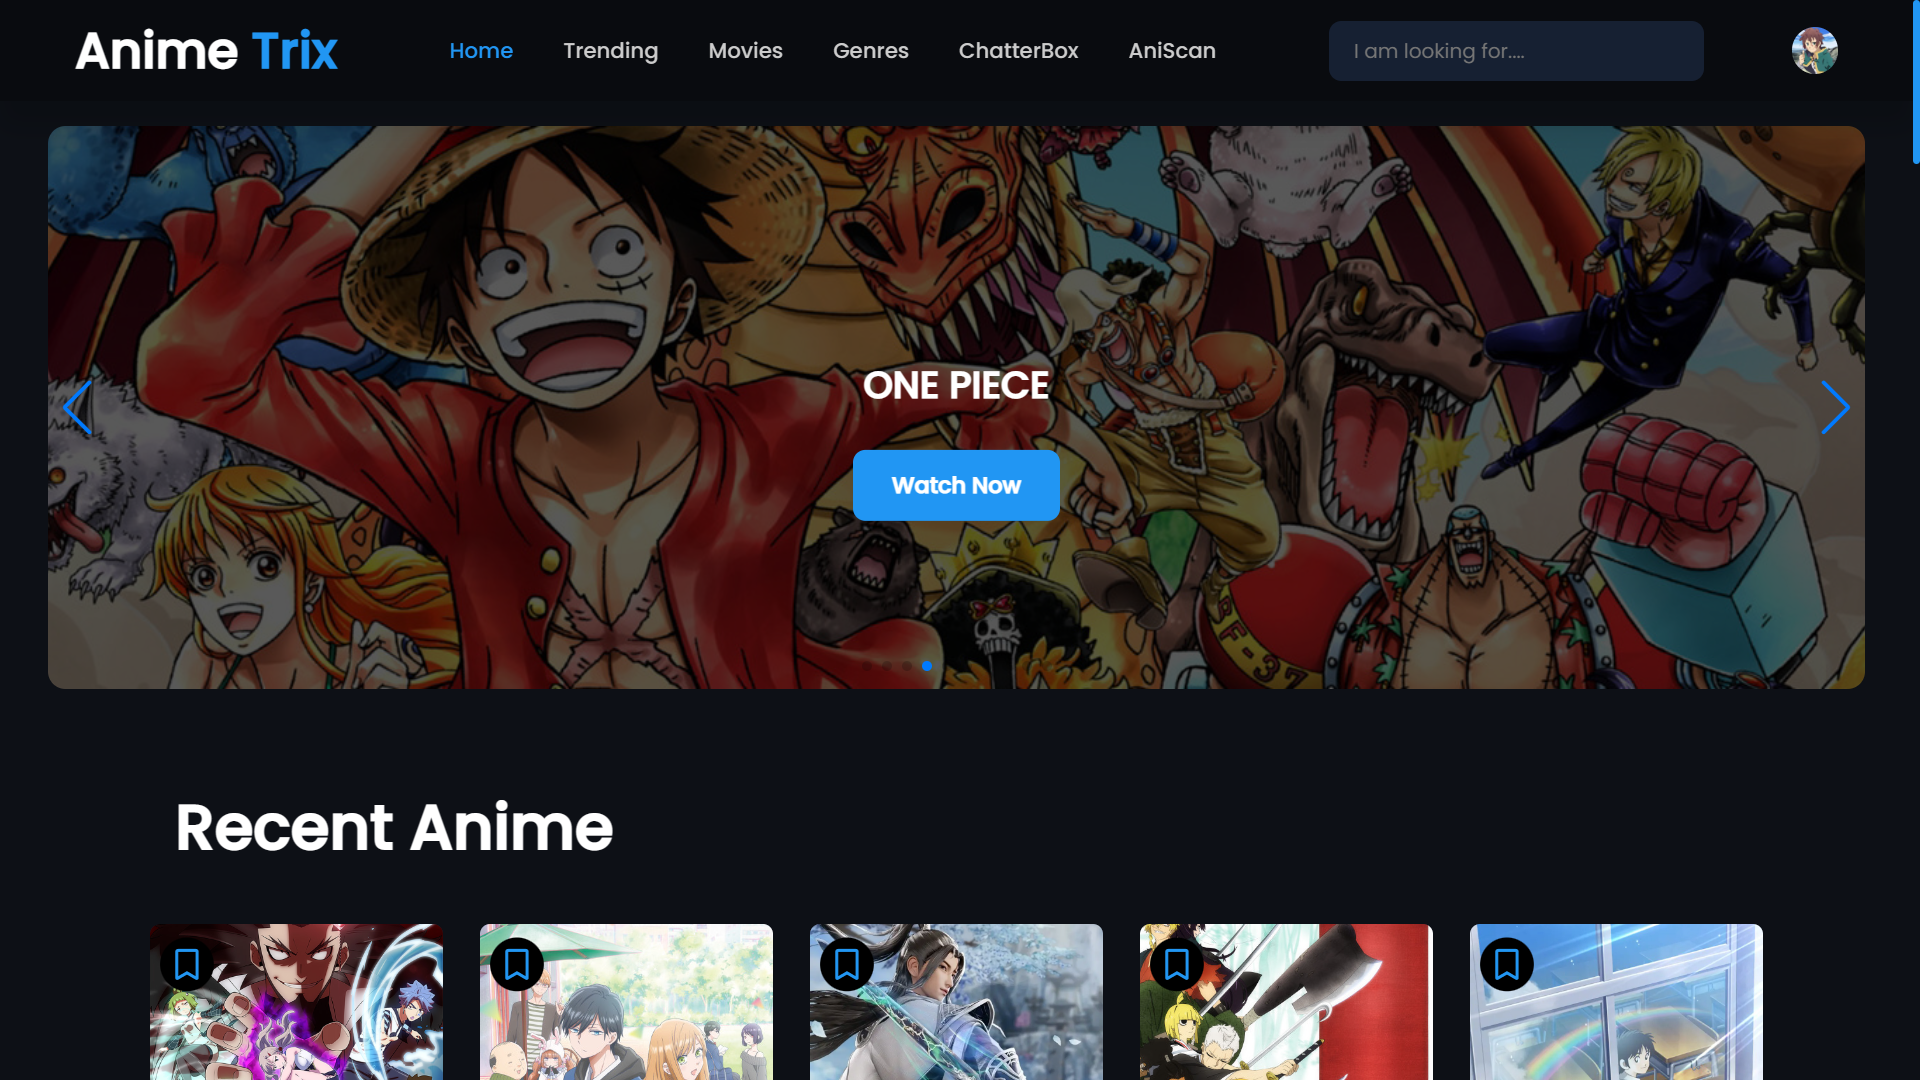 Anime Trix
Home
Trending
Movies
Genres
ChatterBox
AniScan
I am looking for....
ONE PIECE
Watch Now
Recent Anime